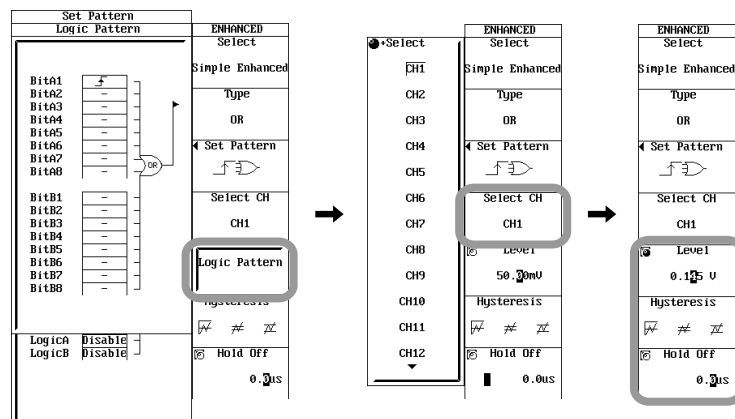 Set Pattern
Logic Pattern
BitA1
BitA2 -
BitA3 -
BitA4 -
BitA5 -
BitA6 -
BitA7 -
BitA8 -
OR
BitB1 -
BitB2 -
BitB3 -
BitB4 -
BitB5 -
BitB6 -
BitB7 -
BitB8 -
LogicA Disable
LogicB Disable
ENHANCED
Select
Simple Enhanced
Type
OR
Set Pattern
Select CH
CH1
Logic Pattern
Hysteresis
Hold Off
0.0us
Select
CH1
CH2
CH3
CH4
CH5
CH6
CH7
CH8
CH9
CH10
CH11
CH12
ENHANCED
Select
Simple Enhanced
Type
OR
Set Pattern
Select CH
CH1
Level
50.00mV
Hysteresis
Hold Off
0.0us
ENHANCED
Select
Simple Enhanced
Type
OR
Set Pattern
Select CH
CH1
Level
Hysteresis
Hold Off
0.0us